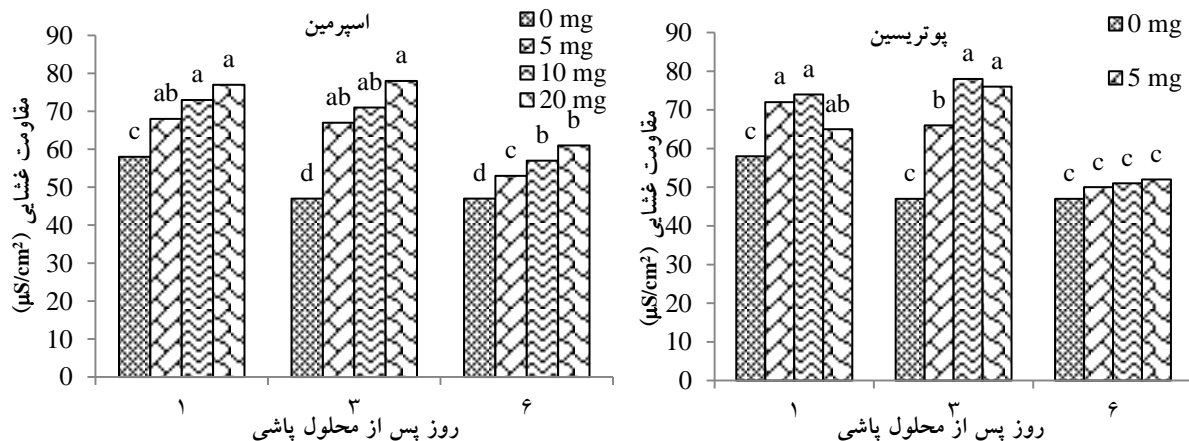 اسپرمین
0 mg
5 mg
10 mg
20 mg
مقاومت غشایی (µS/cm²)
90
80
70
60
50
40
30
20
10
0
c ab a a
d ab ab a
d c b b
۱ ۳ ۶
روز پس از محلول پاشی
پوتریسین
0 mg
5 mg
مقاومت غشایی (µS/cm²)
90
80
70
60
50
40
30
20
10
0
c a a ab
c b a a
c c c c
۱ ۳ ۶
روز پس از محلول پاشی